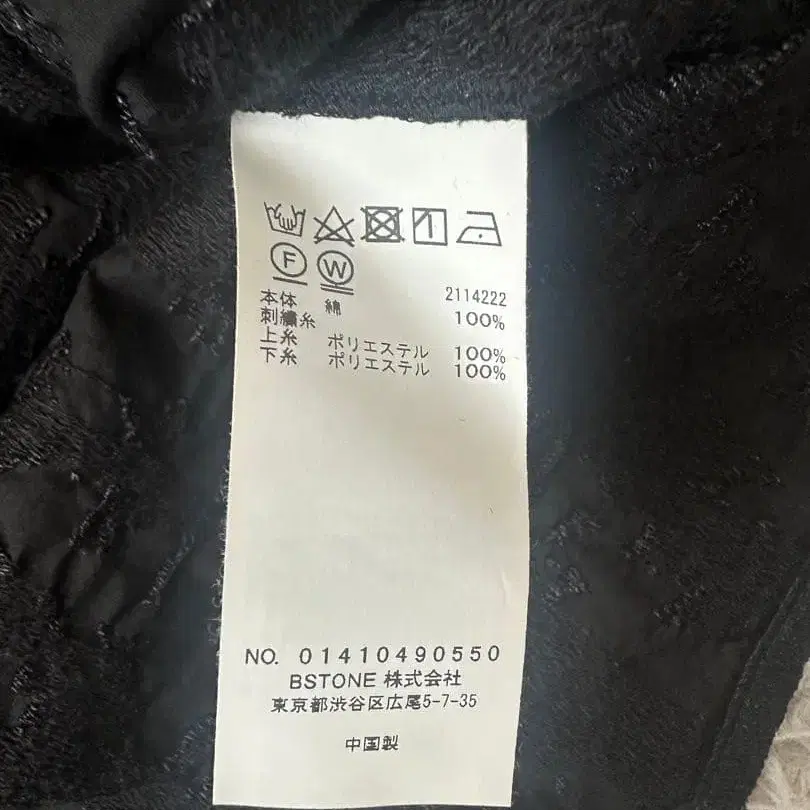 F W
2114222
本体 綿 100%
刺繍糸
上糸 ポリエステル 100%
下糸 ポリエステル 100%
NO. 01410490550
BSTONE 株式会社
東京都渋谷区広尾5-7-35
中国製